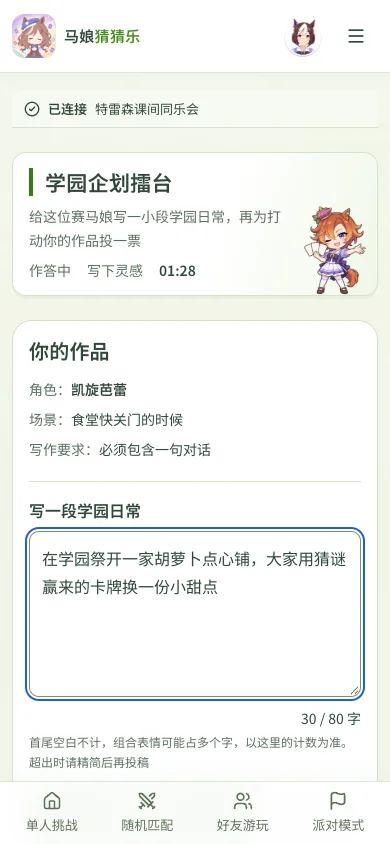 马娘猜猜乐
已连接 特雷森课间同乐会
学园企划擂台
给这位赛马娘写一小段学园日常，再为打
动你的作品投一票
作答中 写下灵感 01:28
你的作品
角色：凯旋芭蕾
场景：食堂快关门的时候
写作要求：必须包含一句对话
写一段学园日常
在学园祭开一家胡萝卜点心铺，大家用猜谜
赢来的卡牌换一份小甜点
30 / 80 字
首尾空白不计，组合表情可能占多个字，以这里的计数为准。
超出时请精简后再投稿
单人挑战 随机匹配 好友游玩 派对模式